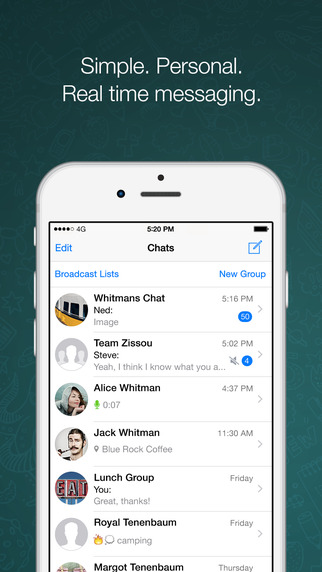 Simple. Personal.
Real time messaging.
4G 5:20 PM
Edit Chats
Broadcast Lists New Group
Whitmans Chat 5:16 PM
Ned:
Image 50
Team Zissou 5:02 PM
Steve:
Yeah, I think I know what you a... 4
Alice Whitman 4:37 PM
0:07
Jack Whitman 11:30 AM
Blue Rock Coffee
EAT
Lunch Group Friday
You:
Great, thanks!
Royal Tenenbaum Friday
🔥💭 camping
Margot Tenenbaum Thursday